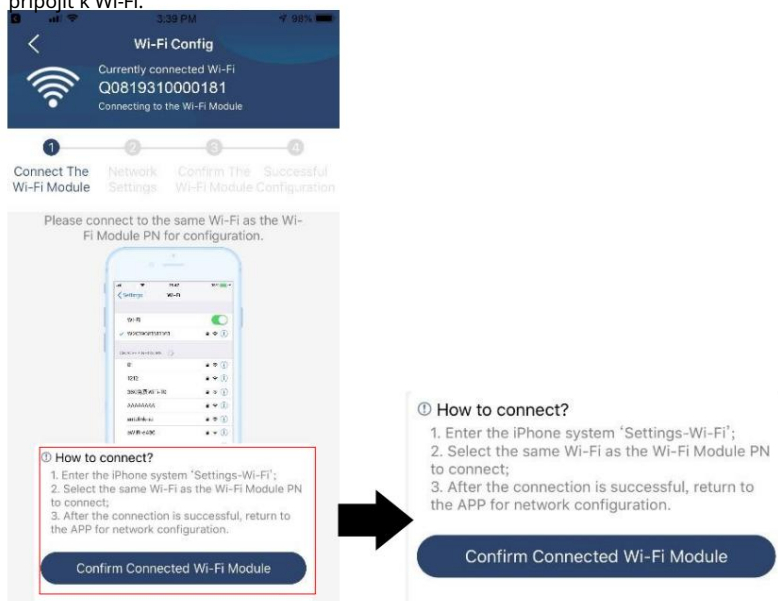 připojit k Wi-Fi.
3:39 PM
98%
Wi-Fi Config
Currently connected Wi-Fi
Q0819310000181
Connecting to the Wi-Fi Module
1 2 3 4
Connect The Wi-Fi Module
Network Settings
Confirm The Wi-Fi Module
Successful Configuration
Please connect to the same Wi-Fi as the Wi-
Fi Module PN for configuration.
Settings Wi-Fi
Wi-Fi
1212
AAAAAAAA
How to connect?
1. Enter the iPhone system ‘Settings-Wi-Fi’;
2. Select the same Wi-Fi as the Wi-Fi Module PN
to connect;
3. After the connection is successful, return to
the APP for network configuration.
Confirm Connected Wi-Fi Module
How to connect?
1. Enter the iPhone system ‘Settings-Wi-Fi’;
2. Select the same Wi-Fi as the Wi-Fi Module PN
to connect;
3. After the connection is successful, return to
the APP for network configuration.
Confirm Connected Wi-Fi Module